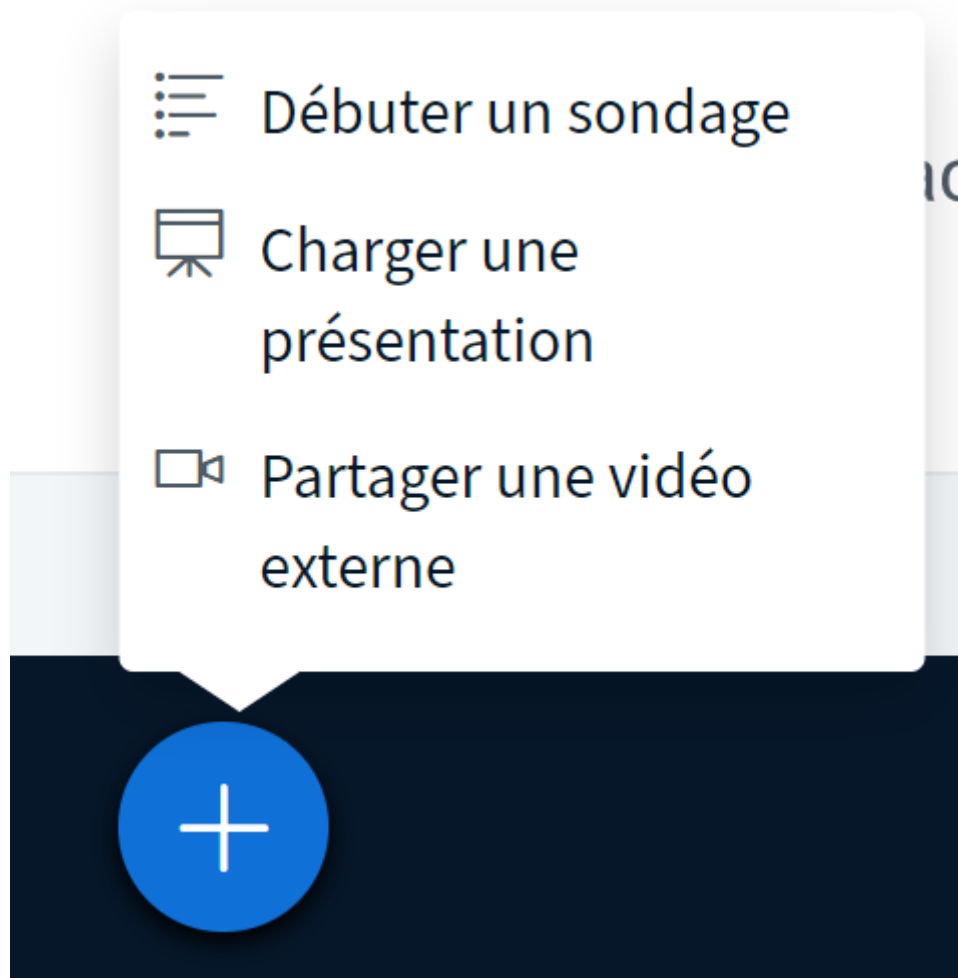 Débuter un sondage
Charger une
présentation
Partager une vidéo
externe